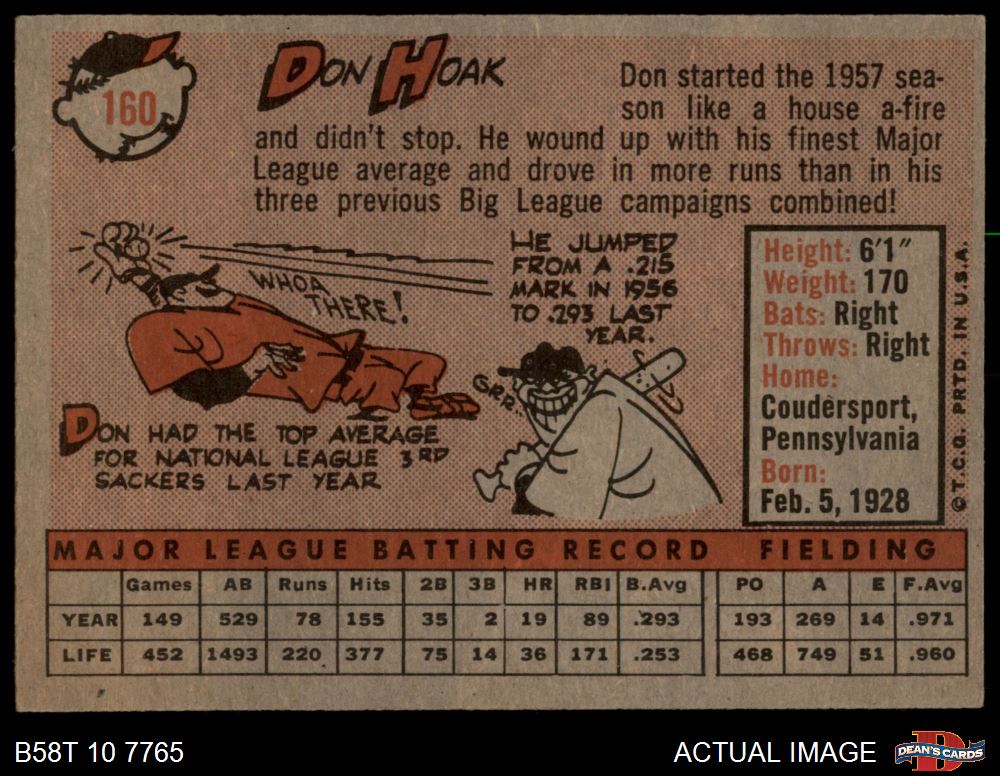 160
DON HOAK
Don started the 1957 sea-
son like a house a-fire
and didn't stop. He wound up with his finest Major
League average and drove in more runs than in his
three previous Big League campaigns combined!
WHOA
THERE!
HE JUMPED
FROM A .215
MARK IN 1956
TO .293 LAST
YEAR.
GRR..
DON HAD THE TOP AVERAGE
FOR NATIONAL LEAGUE 3RD
SACKERS LAST YEAR
Height: 6'1"
Weight: 170
Bats: Right
Throws: Right
Home:
Coudersport,
Pennsylvania
Born:
Feb. 5, 1928
© T.C.G. PRTD. IN U.S.A.
MAJOR LEAGUE BATTING RECORD FIELDING
Games AB Runs Hits 2B 3B HR RBI B.Avg PO A E F.Avg
YEAR 149 529 78 155 35 2 19 89 .293 193 269 14 .971
LIFE 452 1493 220 377 75 14 36 171 .253 468 749 51 .960
B58T 10 7765
ACTUAL IMAGE
DEAN'S CARDS